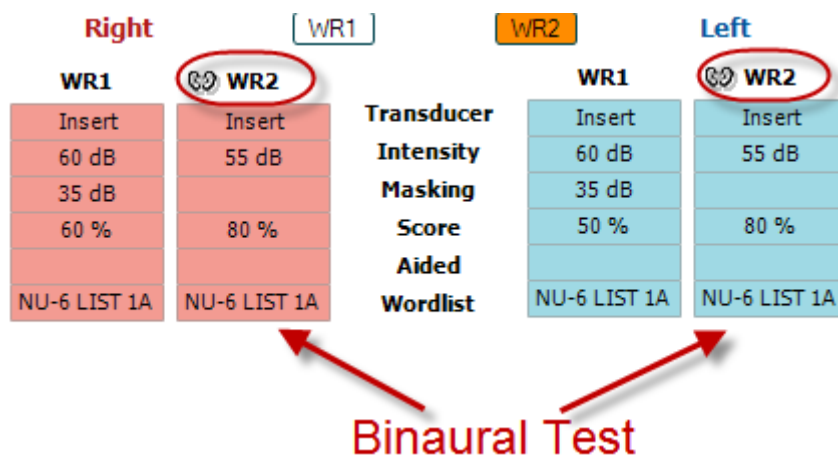 Right WR1 WR2 Left
WR1 WR2 WR1 WR2
Insert Insert Transducer Insert Insert
60 dB 55 dB Intensity 60 dB 55 dB
35 dB Masking 35 dB
60 % 80 % Score 50 % 80 %
Aided
NU-6 LIST 1A NU-6 LIST 1A Wordlist NU-6 LIST 1A NU-6 LIST 1A
Binaural Test